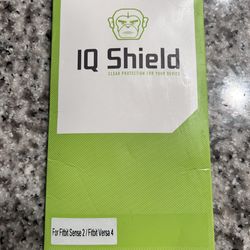 IQ Shield
CLEAR PROTECTION FOR YOUR DEVICE
For Fitbit Sense 2 / Fitbit Versa 4